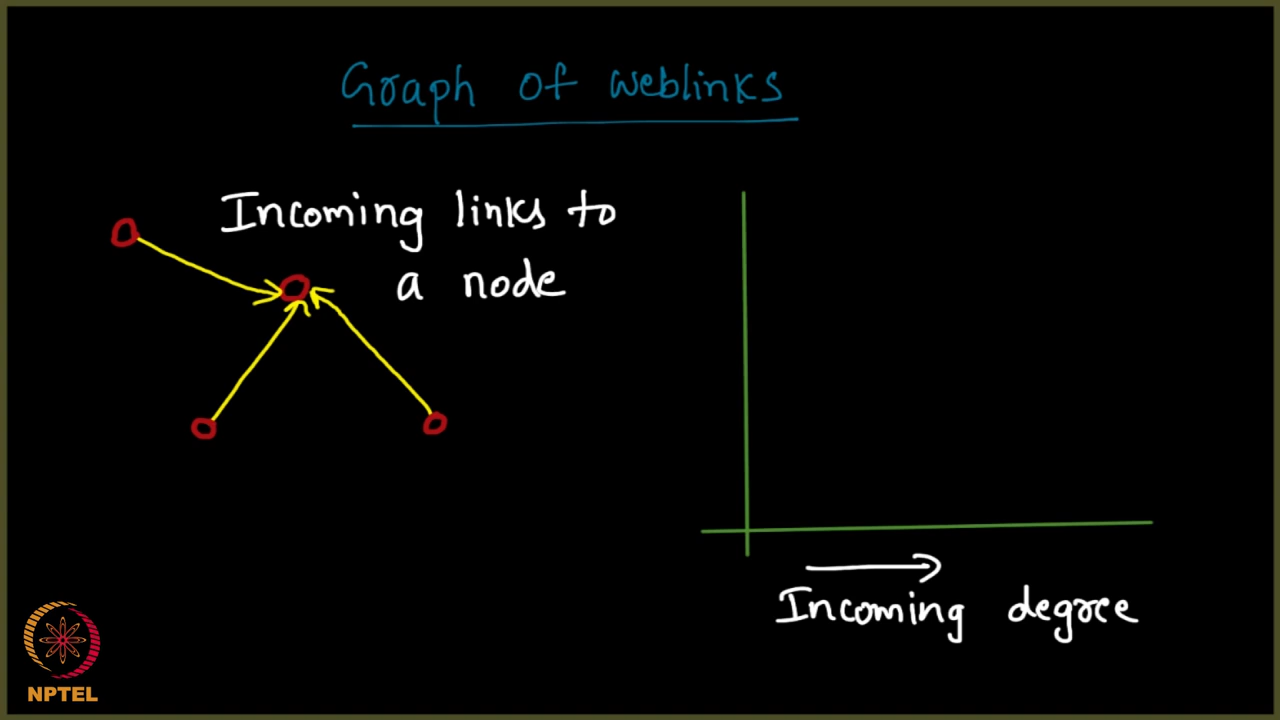 Graph of weblinks
Incoming links to
a node
Incoming degree
NPTEL